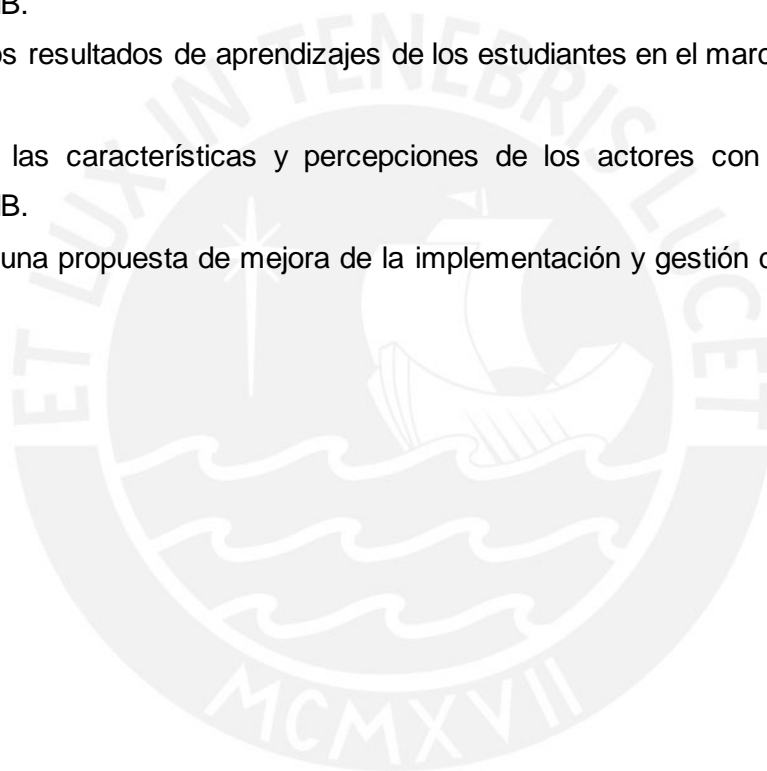 B.
os resultados de aprendizajes de los estudiantes en el marc
las características y percepciones de los actores con
IB.
una propuesta de mejora de la implementación y gestión d
ET LUX IN TENEBRIS LUCET
MCMXVII